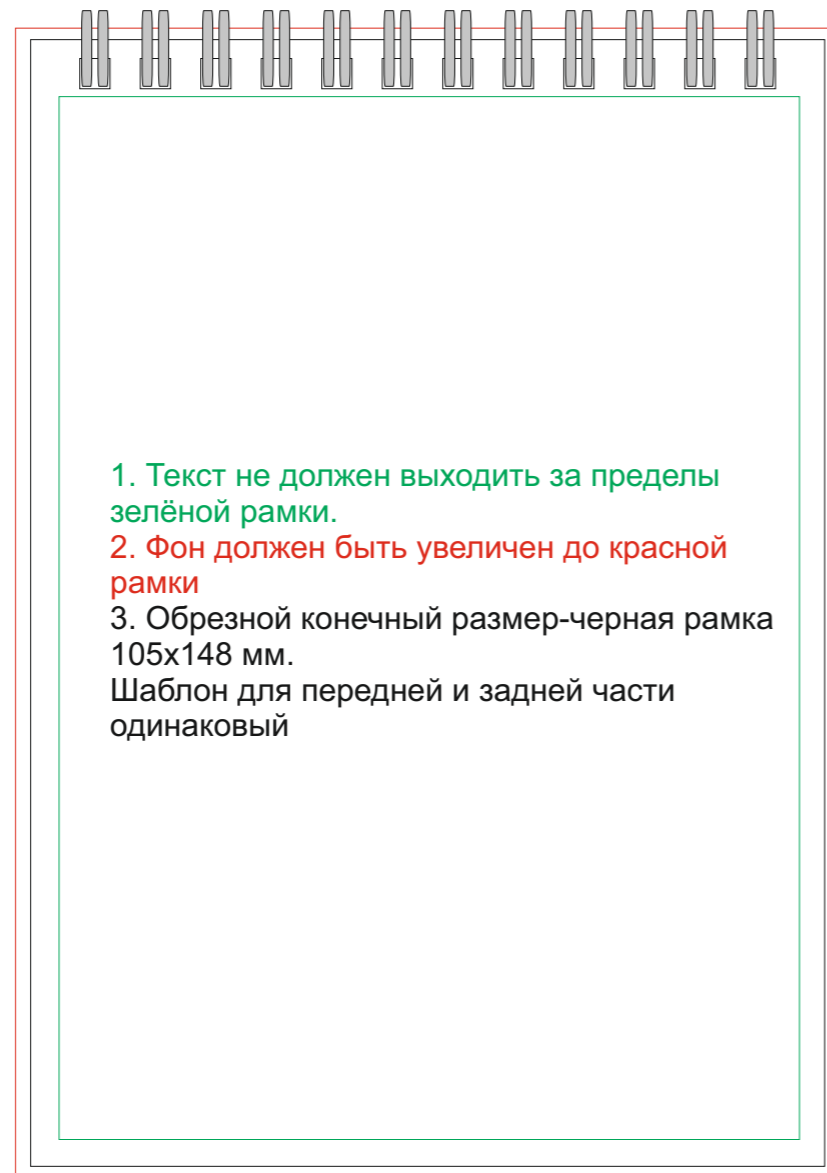 1. Текст не должен выходить за пределы
зелёной рамки.
2. Фон должен быть увеличен до красной
рамки
3. Обрезной конечный размер-черная рамка
105х148 мм.
Шаблон для передней и задней части
одинаковый